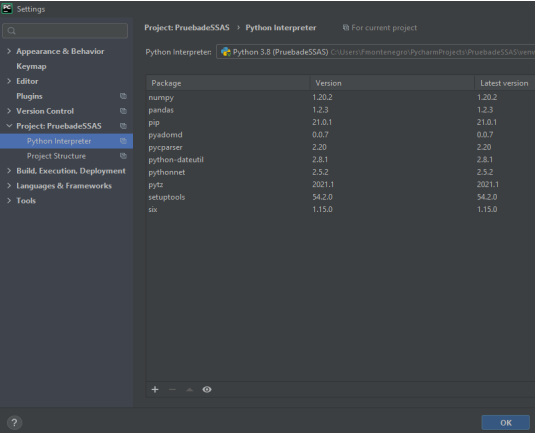 PC Settings
Project: PruebadeSSAS › Python Interpreter For current project
Python Interpreter: Python 3.8 (PruebadeSSAS) C:\Users\Fmontenegro\PycharmProjects\PruebadeSSAS\venv
> Appearance & Behavior
Keymap
> Editor
Plugins
> Version Control
Project: PruebadeSSAS
Python Interpreter
Project Structure
> Build, Execution, Deployment
> Languages & Frameworks
> Tools
Package Version Latest version
numpy 1.20.2 1.20.2
pandas 1.2.3 1.2.3
pip 21.0.1 21.0.1
pyadomd 0.0.7 0.0.7
pycparser 2.20 2.20
python-dateutil 2.8.1 2.8.1
pythonnet 2.5.2 2.5.2
pytz 2021.1 2021.1
setuptools 54.2.0 54.2.0
six 1.15.0 1.15.0
? OK